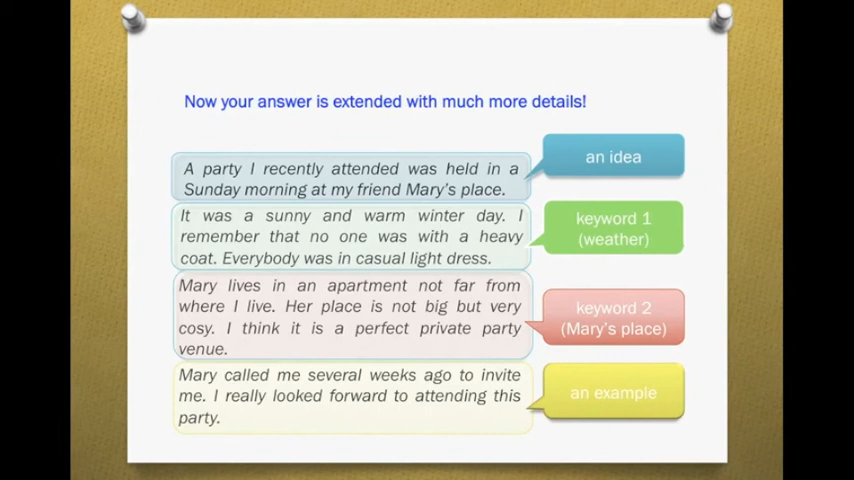 Now your answer is extended with much more details!
A party I recently attended was held in a
Sunday morning at my friend Mary's place.
an idea
It was a sunny and warm winter day. I
remember that no one was with a heavy
coat. Everybody was in casual light dress.
keyword 1
(weather)
Mary lives in an apartment not far from
where I live. Her place is not big but very
cosy. I think it is a perfect private party
venue.
keyword 2
(Mary's place)
Mary called me several weeks ago to invite
me. I really looked forward to attending this
party.
an example